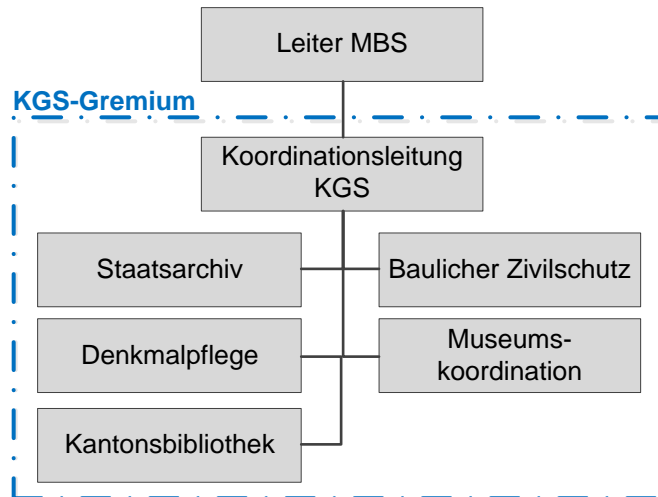 Leiter MBS
KGS-Gremium
Koordinationsleitung
KGS
Staatsarchiv
Baulicher Zivilschutz
Denkmalpflege
Museums-
koordination
Kantonsbibliothek